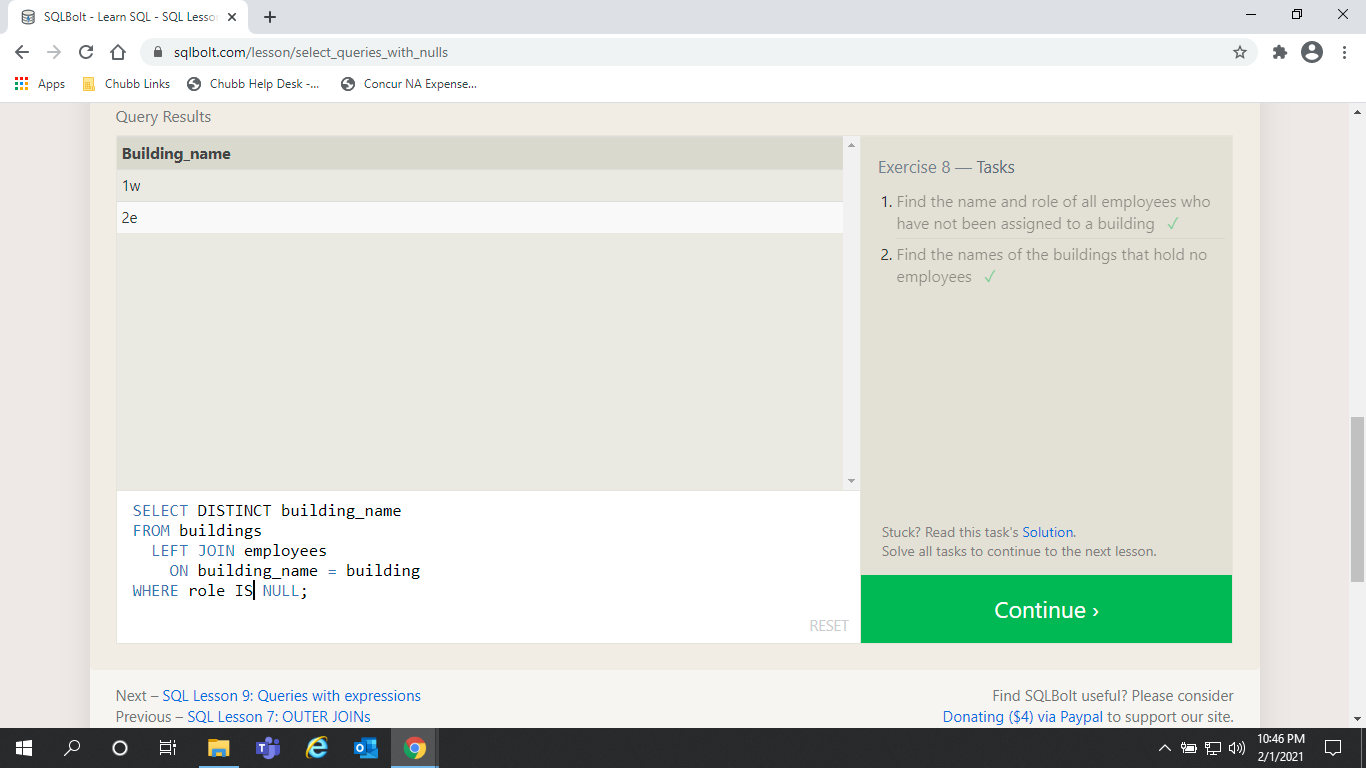 SQLBolt - Learn SQL - SQL Lesson
sqlbolt.com/lesson/select_queries_with_nulls
Apps
Chubb Links
Chubb Help Desk -...
Concur NA Expense...
Query Results
Building_name
1w
2e
Exercise 8 — Tasks
1. Find the name and role of all employees who
have not been assigned to a building ✓
2. Find the names of the buildings that hold no
employees ✓
Stuck? Read this task's Solution.
Solve all tasks to continue to the next lesson.
Continue ›
SELECT DISTINCT building_name
FROM buildings
LEFT JOIN employees
ON building_name = building
WHERE role IS NULL;
RESET
Next – SQL Lesson 9: Queries with expressions
Previous – SQL Lesson 7: OUTER JOINs
Find SQLBolt useful? Please consider
Donating ($4) via Paypal to support our site.
10:46 PM
2/1/2021